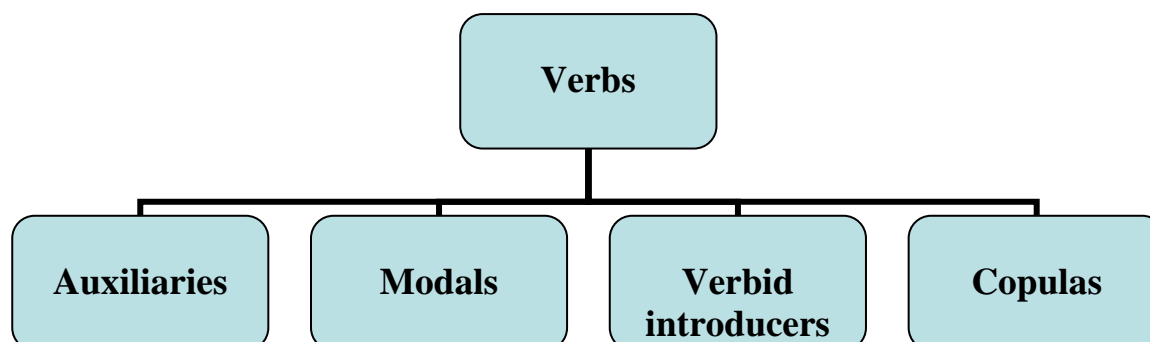 Verbs
Auxiliaries
Modals
Verbid
introducers
Copulas